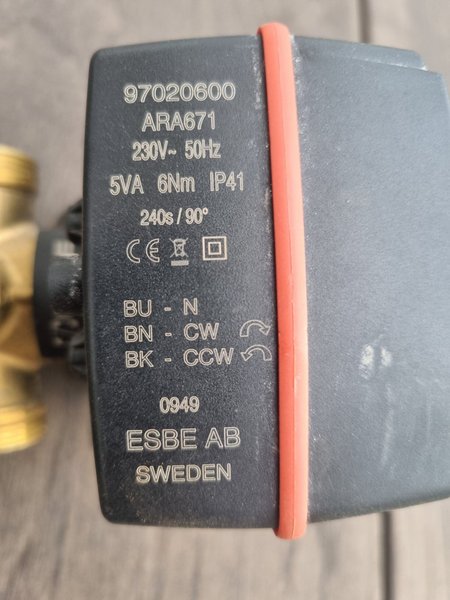 97020600
ARA671
230V~ 50Hz
5VA 6Nm IP41
240s / 90°
CE
BU - N
BN - CW
BK - CCW
0949
ESBE AB
SWEDEN